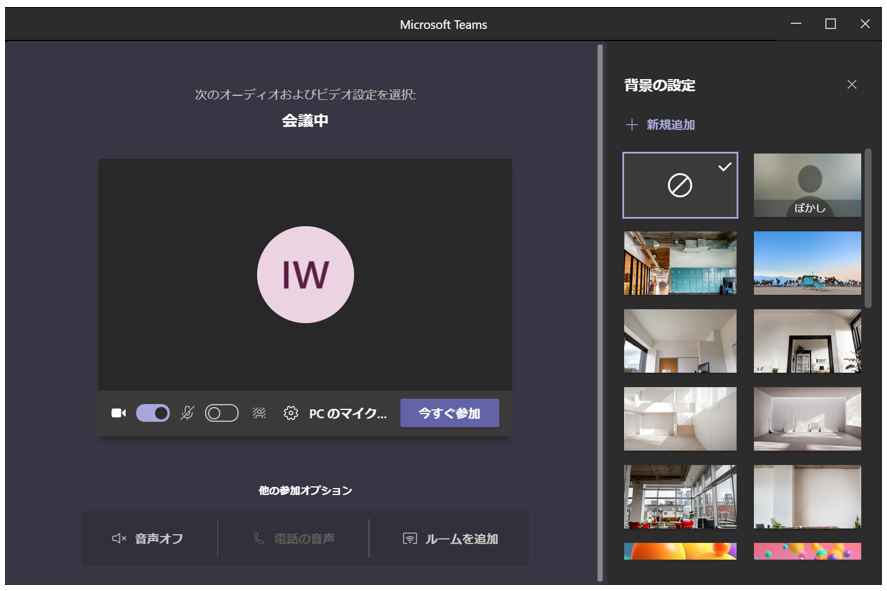 Microsoft Teams
次のオーディオおよびビデオ設定を選択:
会議中
IW
PC のマイク...
今すぐ参加
他の参加オプション
音声オフ
電話の音声
ルームを追加
背景の設定
新規追加
ぼかし